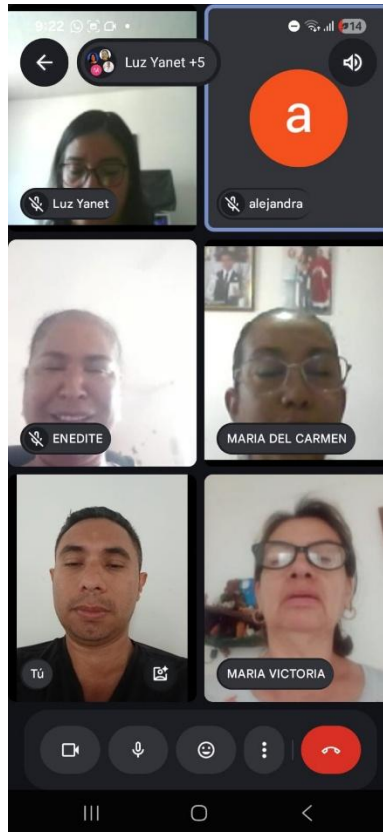 9:22
14
Luz Yanet +5
a
Luz Yanet
alejandra
ENEDITE
MARIA DEL CARMEN
Tú
MARIA VICTORIA